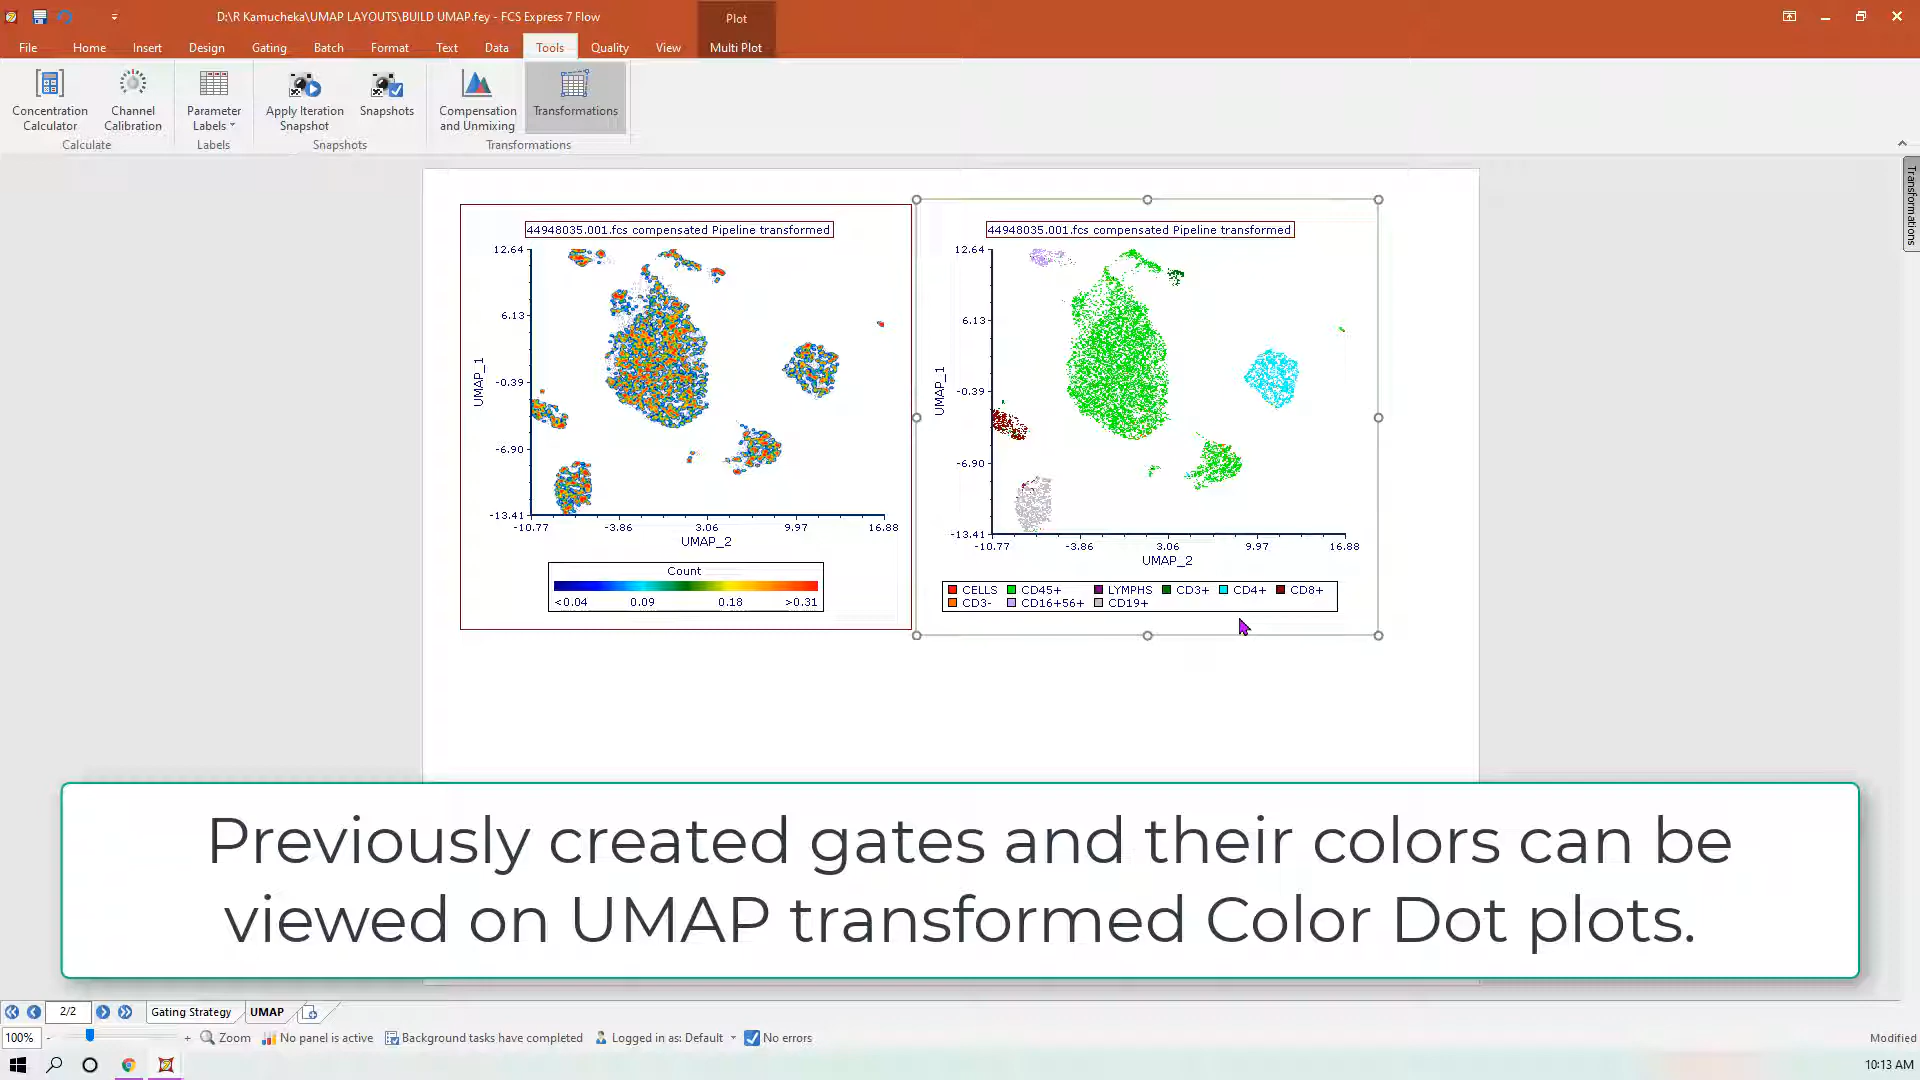 D:\R Kamucheka\UMAP LAYOUTS\BUILD UMAP.fey - FCS Express 7 Flow
Plot
File Home Insert Design Gating Batch Format Text Data Tools Quality View Multi Plot
Concentration Calculator
Channel Calibration
Parameter Labels
Apply Iteration Snapshot
Snapshots
Compensation and Unmixing
Transformations
Calculate Labels Snapshots Transformations
Transformations
44948035.001.fcs compensated Pipeline transformed
12.64
6.13
-0.39
-6.90
-13.41
UMAP_1
-10.77 -3.86 3.06 9.97 16.88
UMAP_2
Count
<0.04 0.09 0.18 >0.31
44948035.001.fcs compensated Pipeline transformed
12.64
6.13
-0.39
-6.90
-13.41
UMAP_1
-10.77 -3.86 3.06 9.97 16.88
UMAP_2
CELLS CD45+ LYMPHS CD3+ CD4+ CD8+
CD3- CD16+56+ CD19+
Previously created gates and their colors can be
viewed on UMAP transformed Color Dot plots.
2/2 Gating Strategy UMAP
100% - + Zoom No panel is active Background tasks have completed Logged in as: Default No errors Modified
10:13 AM